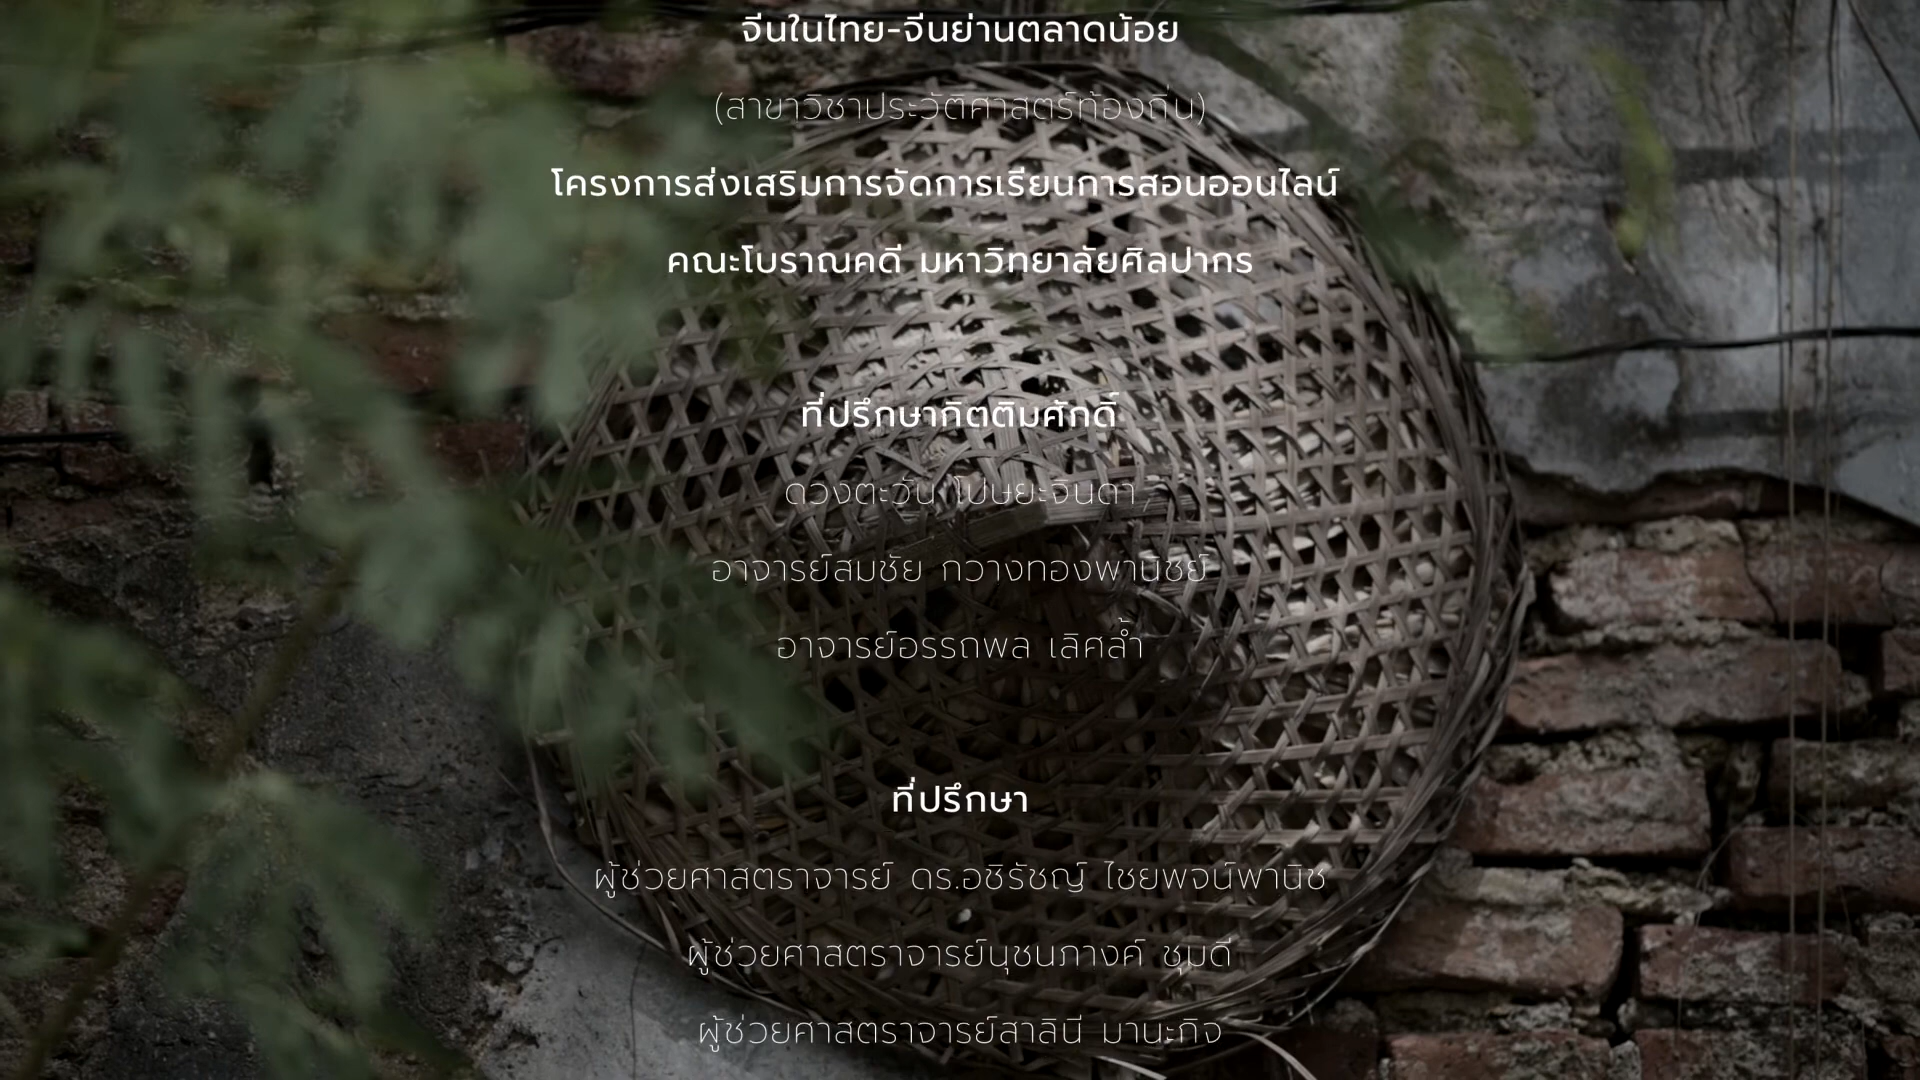 จีนในไทย-จีนย่านตลาดน้อย
(สาขาวิชาประวัติศาสตร์ท้องถิ่น)
โครงการส่งเสริมการจัดการเรียนการสอนออนไลน์
คณะโบราณคดี มหาวิทยาลัยศิลปากร
ที่ปรึกษากิตติมศักดิ์
ดวงตะวัน โปษยะจินดา
อาจารย์สมชัย กวางทองพานิชย์
อาจารย์อรรถพล เลิศล้ำ
ที่ปรึกษา
ผู้ช่วยศาสตราจารย์ ดร.อชิรัชญ์ ไชยพจน์พานิช
ผู้ช่วยศาสตราจารย์นุชนภางค์ ชุมดี
ผู้ช่วยศาสตราจารย์สาลินี มานะกิจ